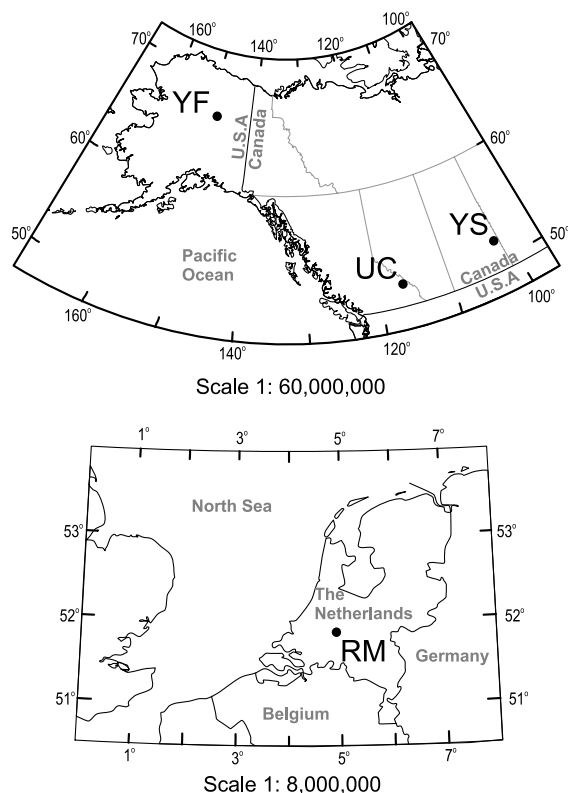 160° 140° 120° 100°
70° 70°
YF
U.S.A
Canada
60° 60°
YS
50° 50°
Pacific
Ocean
UC
Canada
U.S.A
160° 140° 120° 100°
Scale 1: 60,000,000
1° 3° 5° 7°
North Sea
53° 53°
The
Netherlands
52° 52°
RM
Germany
51° 51°
Belgium
1° 3° 5° 7°
Scale 1: 8,000,000